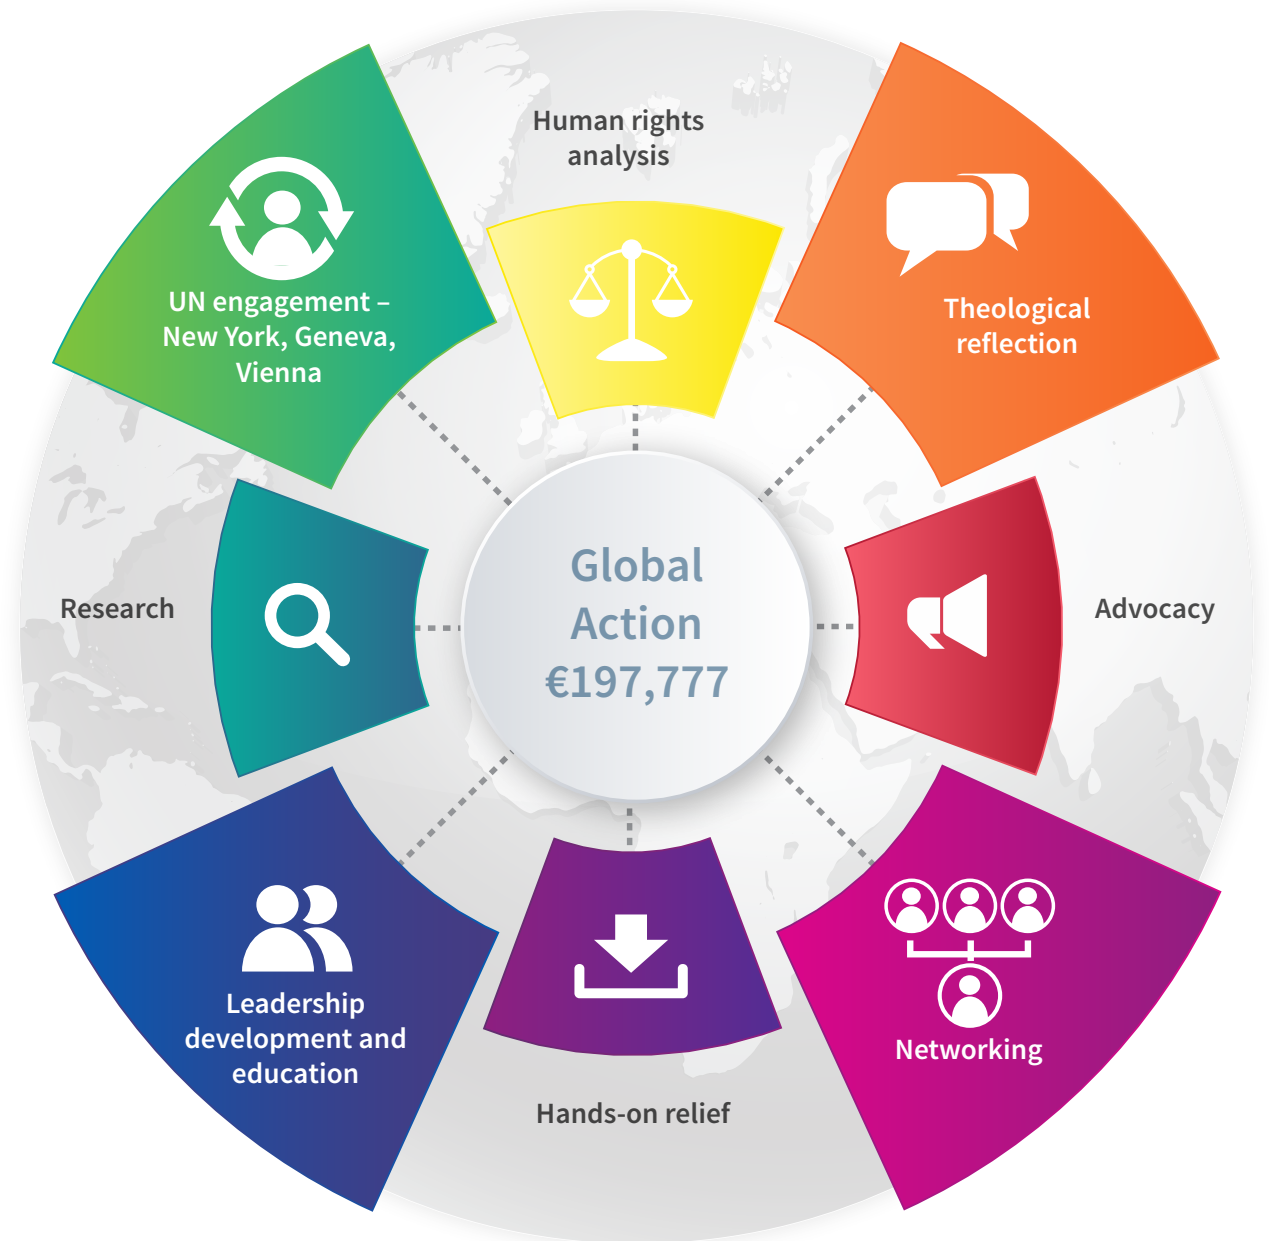 Human rights
analysis
UN engagement –
New York, Geneva,
Vienna
Theological
reflection
Global
Action
€197,777
Research
Advocacy
Leadership
development and
education
Networking
Hands-on relief